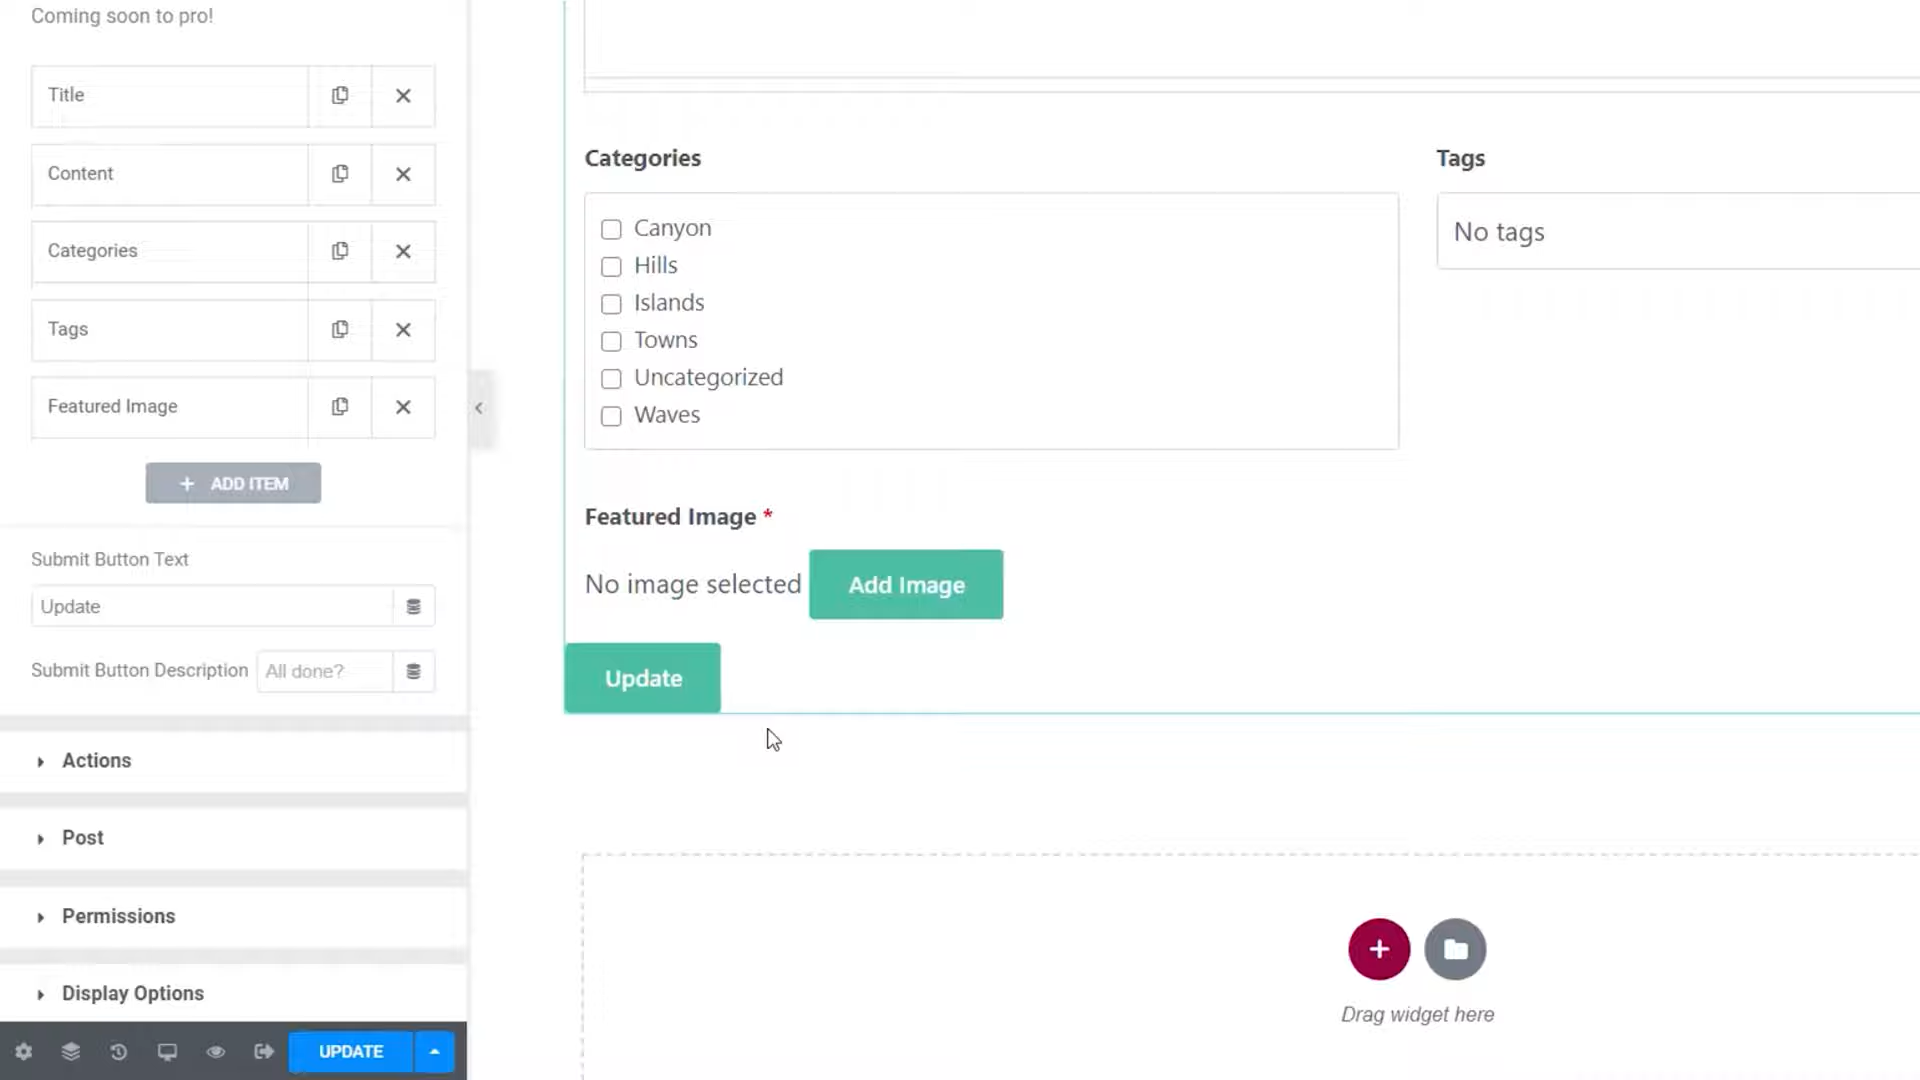 Coming soon to pro!
Title
Content
Categories
Tags
Featured Image
+ ADD ITEM
Submit Button Text
Update
Submit Button Description All done?
Actions
Post
Permissions
Display Options
UPDATE
Categories
Canyon
Hills
Islands
Towns
Uncategorized
Waves
Tags
No tags
Featured Image *
No image selected Add Image
Update
Drag widget here